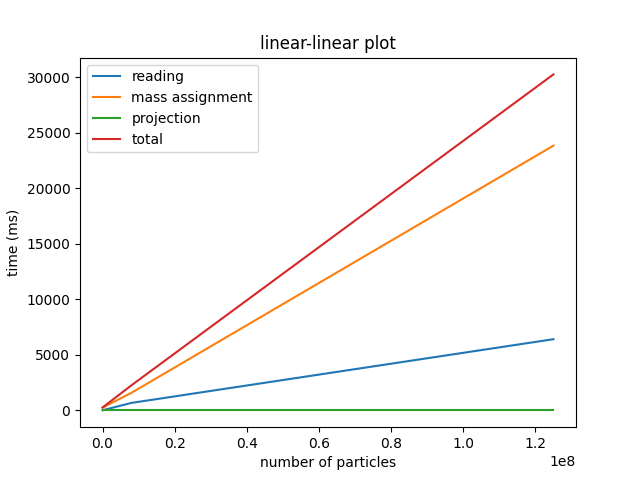 linear-linear plot
reading
mass assignment
projection
total
30000
25000
20000
15000
10000
5000
0
time (ms)
0.0 0.2 0.4 0.6 0.8 1.0 1.2
1e8
number of particles